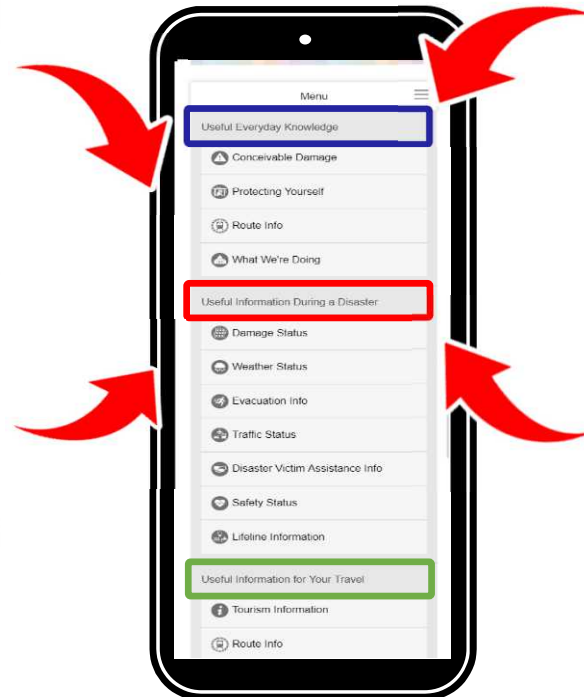 Menu
Useful Everyday Knowledge
Conceivable Damage
Protecting Yourself
Route Info
What We're Doing
Useful Information During a Disaster
Damage Status
Weather Status
Evacuation Info
Traffic Status
Disaster Victim Assistance Info
Safety Status
Lifeline Information
Useful Information for Your Travel
Tourism Information
Route Info